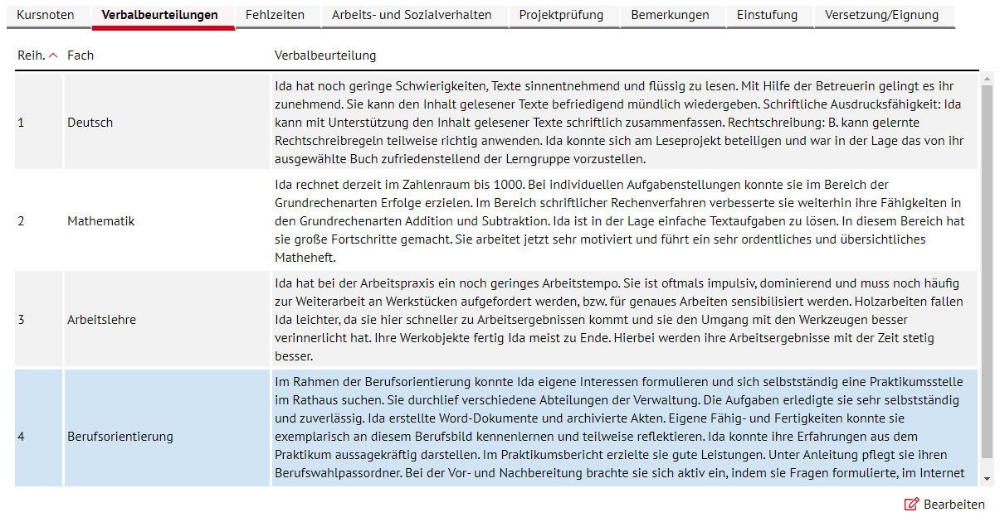 Kursnoten Verbalbeurteilungen Fehlzeiten Arbeits- und Sozialverhalten Projektprüfung Bemerkungen Einstufung Versetzung/Eignung
Reih. Fach Verbalbeurteilung
1 Deutsch
Ida hat noch geringe Schwierigkeiten, Texte sinnentnehmend und flüssig zu lesen. Mit Hilfe der Betreuerin gelingt es ihr
zunehmend. Sie kann den Inhalt gelesener Texte befriedigend mündlich wiedergeben. Schriftliche Ausdrucksfähigkeit: Ida
kann mit Unterstützung den Inhalt gelesener Texte schriftlich zusammenfassen. Rechtschreibung: B. kann gelernte
Rechtschreibregeln teilweise richtig anwenden. Ida konnte sich am Leseprojekt beteiligen und war in der Lage das von ihr
ausgewählte Buch zufriedenstellend der Lerngruppe vorzustellen.
2 Mathematik
Ida rechnet derzeit im Zahlenraum bis 1000. Bei individuellen Aufgabenstellungen konnte sie im Bereich der
Grundrechenarten Erfolge erzielen. Im Bereich schriftlicher Rechenverfahren verbesserte sie weiterhin ihre Fähigkeiten in
den Grundrechenarten Addition und Subtraktion. Ida ist in der Lage einfache Textaufgaben zu lösen. In diesem Bereich hat
sie große Fortschritte gemacht. Sie arbeitet jetzt sehr motiviert und führt ein sehr ordentliches und übersichtliches
Matheheft.
3 Arbeitslehre
Ida hat bei der Arbeitspraxis ein noch geringes Arbeitstempo. Sie ist oftmals impulsiv, dominierend und muss noch häufig
zur Weiterarbeit an Werkstücken aufgefordert werden, bzw. für genaues Arbeiten sensibilisiert werden. Holzarbeiten fallen
Ida leichter, da sie hier schneller zu Arbeitsergebnissen kommt und sie den Umgang mit den Werkzeugen besser
verinnerlicht hat. Ihre Werkobjekte fertig Ida meist zu Ende. Hierbei werden ihre Arbeitsergebnisse mit der Zeit stetig
besser.
4 Berufsorientierung
Im Rahmen der Berufsorientierung konnte Ida eigene Interessen formulieren und sich selbstständig eine Praktikumsstelle
im Rathaus suchen. Sie durchlief verschiedene Abteilungen der Verwaltung. Die Aufgaben erledigte sie sehr selbstständig
und zuverlässig. Ida erstellte Word-Dokumente und archivierte Akten. Eigene Fähig- und Fertigkeiten konnte sie
exemplarisch an diesem Berufsbild kennenlernen und teilweise reflektieren. Ida konnte ihre Erfahrungen aus dem
Praktikum aussagekräftig darstellen. Im Praktikumsbericht erzielte sie gute Leistungen. Unter Anleitung pflegt sie ihren
Berufswahlpassordner. Bei der Vor- und Nachbereitung brachte sie sich aktiv ein, indem sie Fragen formulierte, im Internet
Bearbeiten